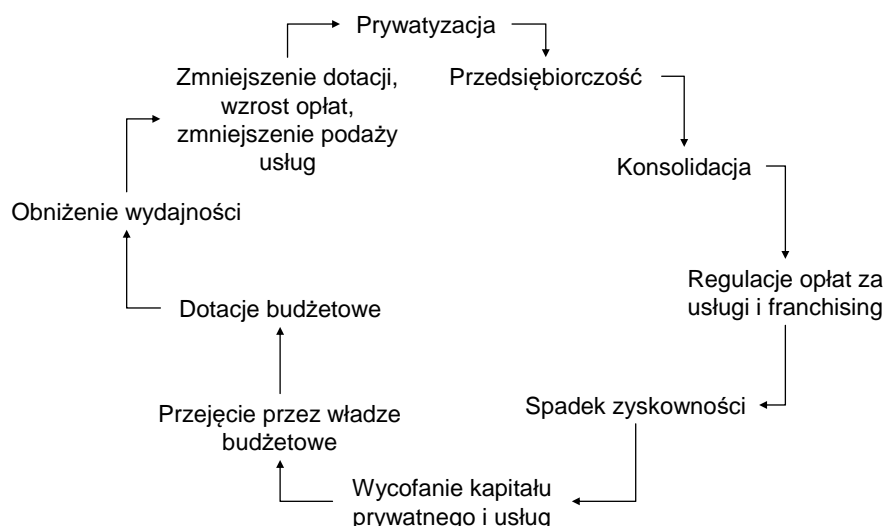 Prywatyzacja
Zmniejszenie dotacji,
wzrost opłat,
zmniejszenie podaży
usług
Przedsiębiorczość
Konsolidacja
Obniżenie wydajności
Regulacje opłat za
usługi i franchising
Dotacje budżetowe
Spadek zyskowności
Przejęcie przez władze
budżetowe
Wycofanie kapitału
prywatnego i usług